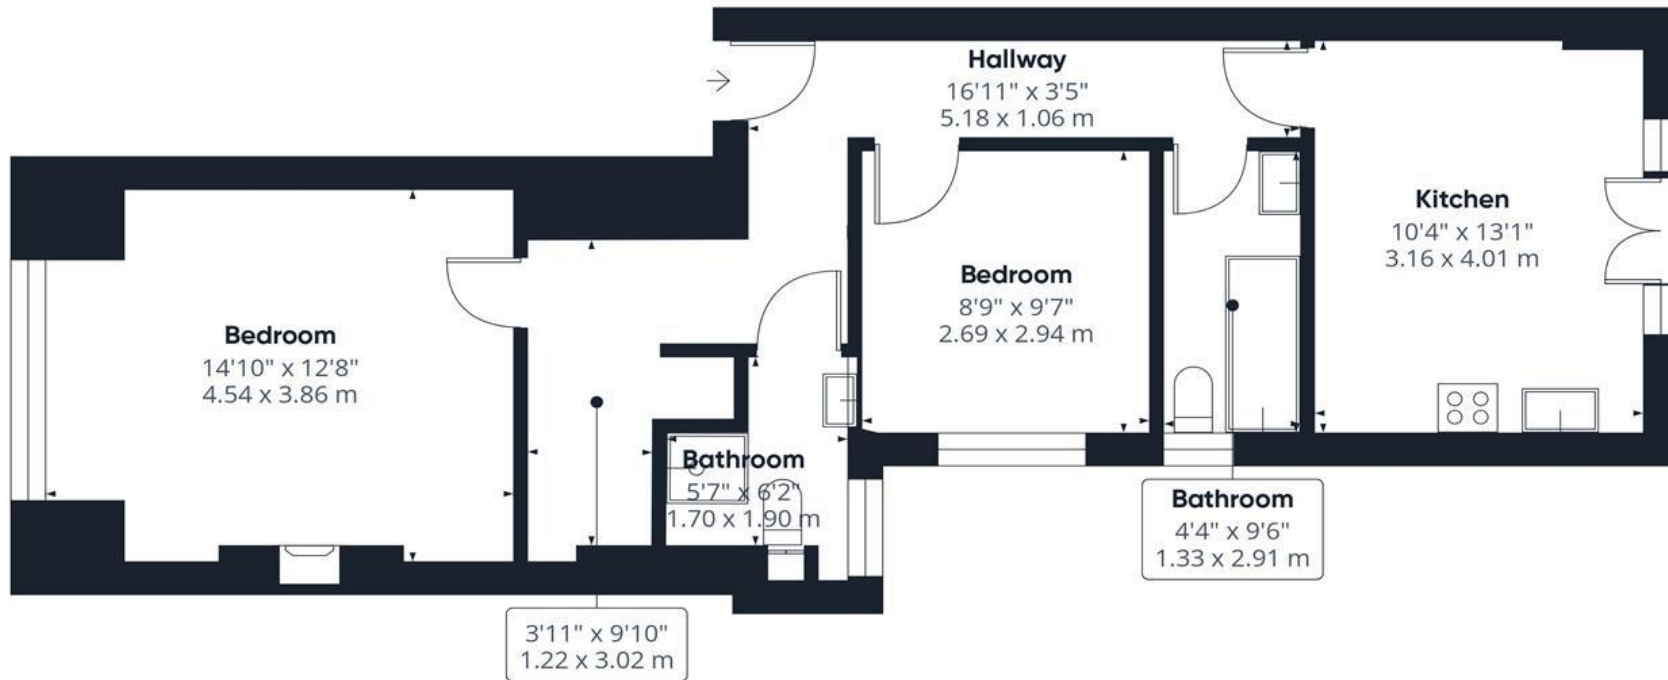 Hallway
16'11" x 3'5"
5.18 x 1.06 m
Kitchen
10'4" x 13'1"
3.16 x 4.01 m
Bedroom
8'9" x 9'7"
2.69 x 2.94 m
Bedroom
14'10" x 12'8"
4.54 x 3.86 m
Bathroom
5'7" x 6'2"
1.70 x 1.90 m
Bathroom
4'4" x 9'6"
1.33 x 2.91 m
3'11" x 9'10"
1.22 x 3.02 m